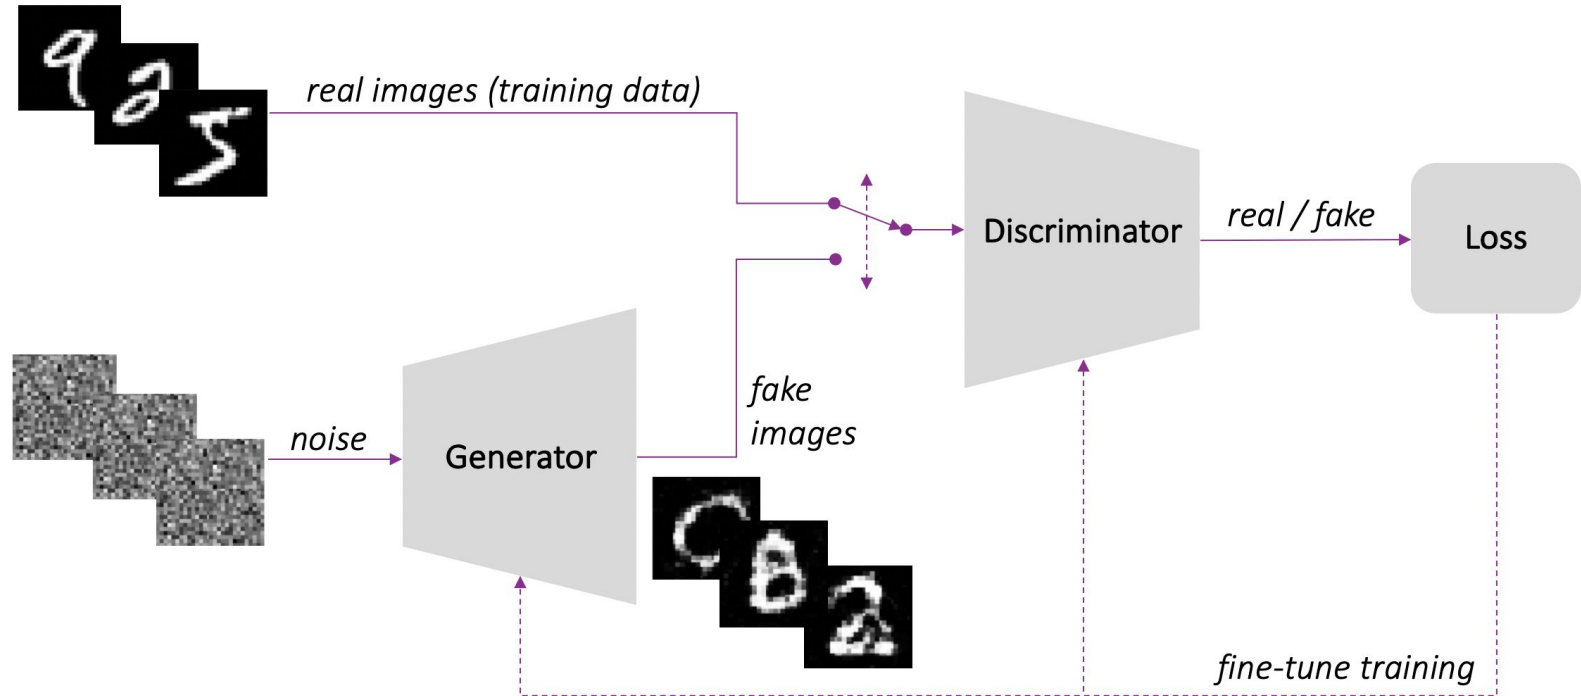 real images (training data)
Discriminator
real / fake
Loss
noise
Generator
fake
images
fine-tune training